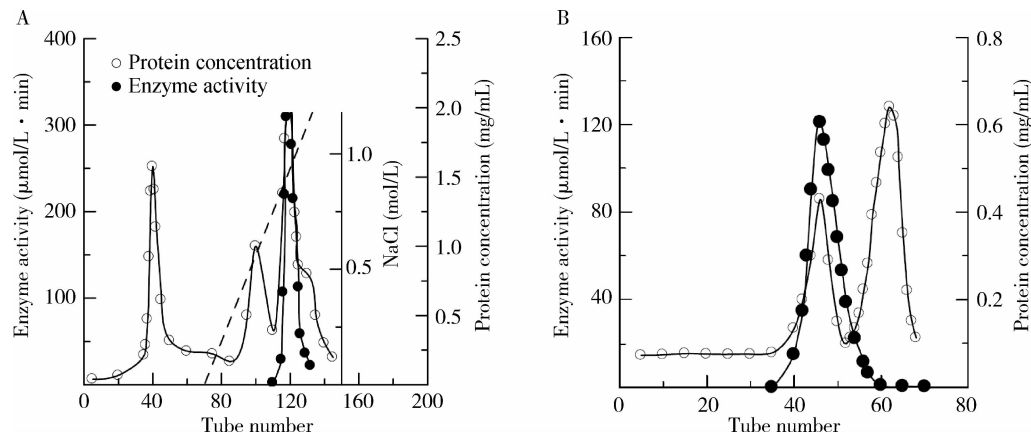 A
400
300
200
100
Enzyme activity (μmol/L • min)
○ Protein concentration
● Enzyme activity
1.0
0.5
NaCl (mol/L)
2.5
2.0
1.5
1.0
0.5
Protein concentration (mg/mL)
0 40 80 120 160 200
Tube number
B
160
120
80
40
Enzyme activity (μmol/L • min)
0.8
0.6
0.4
0.2
Protein concentration (mg/mL)
0 20 40 60 80
Tube number